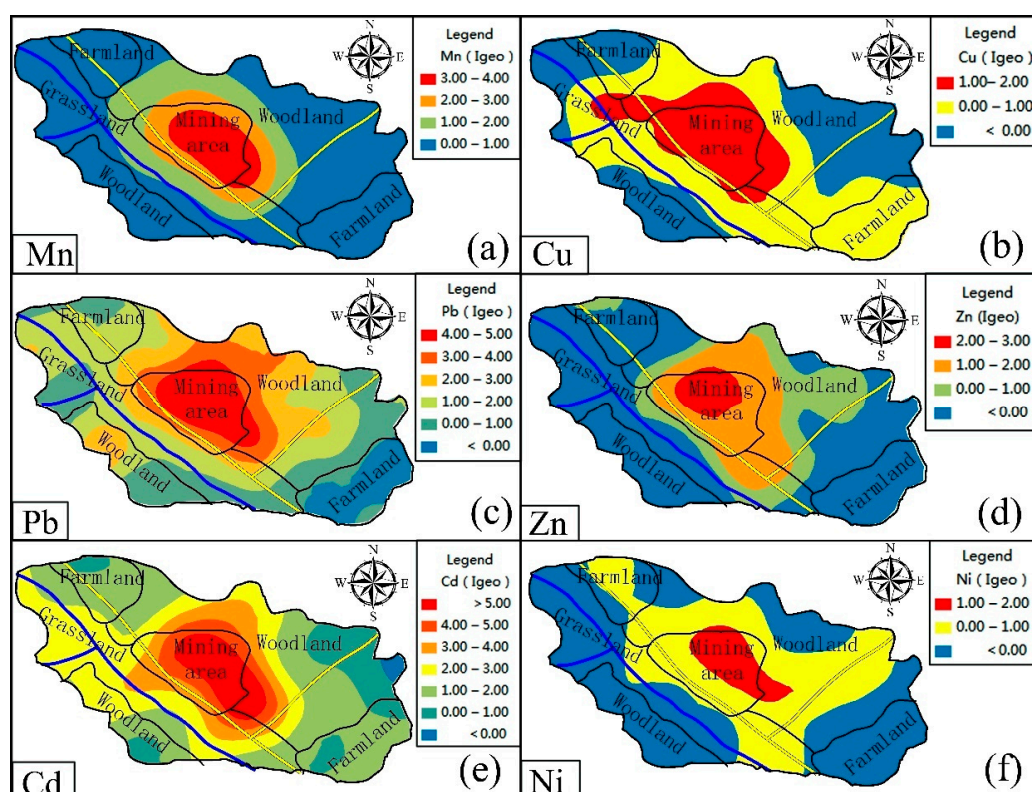 Legend
Mn ( Igeo )
3.00 - 4.00
2.00 - 3.00
1.00 - 2.00
0.00 - 1.00
N
W E
S
Farmland
Grassland
Mining
area
Woodland
Woodland
Farmland
Mn
(a)
Legend
Cu ( Igeo )
1.00- 2.00
0.00 - 1.00
< 0.00
N
W E
S
Farmland
Grassland
Mining
area
Woodland
Woodland
Farmland
Cu
(b)
Legend
Pb ( Igeo )
4.00 - 5.00
3.00 - 4.00
2.00 - 3.00
1.00 - 2.00
0.00 - 1.00
< 0.00
N
W E
S
Farmland
Grassland
Mining
area
Woodland
Woodland
Farmland
Pb
(c)
Legend
Zn (Igeo)
2.00 - 3.00
1.00 - 2.00
0.00 - 1.00
<0.00
N
W E
S
Farmland
Grassland
Mining
area
Woodland
Woodland
Farmland
Zn
(d)
Legend
Cd ( Igeo )
> 5.00
4.00 - 5.00
3.00 - 4.00
2.00 - 3.00
1.00 - 2.00
0.00 - 1.00
<0.00
N
W E
S
Farmland
Grassland
Mining
area
Woodland
Woodland
Farmland
Cd
(e)
Legend
Ni ( Igeo )
1.00 - 2.00
0.00 - 1.00
<0.00
N
W E
S
Farmland
Grassland
Mining
area
Woodland
Woodland
Farmland
Ni
(f)